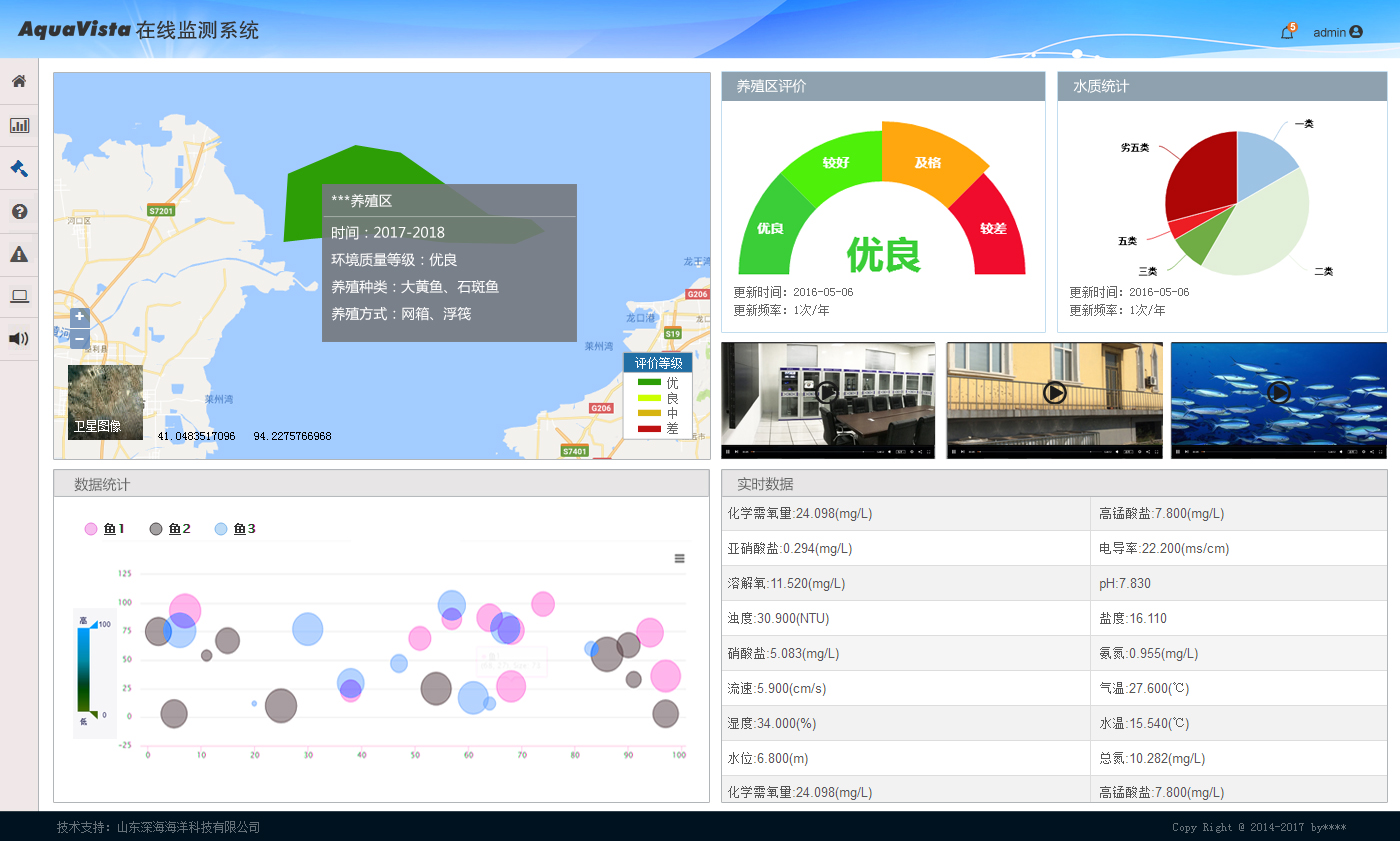 AquaVista 在线监测系统
5
admin
河口区
S7201
***养殖区
时间：2017-2018
环境质量等级：优良
养殖种类：大黄鱼、石斑鱼
养殖方式：网箱、浮筏
龙王湾
G206
龙口港
龙口
S19
莱州湾
+
−
垦利县
评价等级
优
良
中
差
卫星图像
莱州湾
G206
S7401
41.0483517096 94.2275766968
养殖区评价
优良
较好
及格
较差
优良
更新时间：2016-05-06
更新频率：1次/年
水质统计
一类
劣五类
五类
三类
二类
更新时间：2016-05-06
更新频率：1次/年
数据统计
鱼1 鱼2 鱼3
125
100
75
50
25
0
-25
0 10 20 30 40 50 60 70 80 90 100
高
100
0
低
实时数据
化学需氧量:24.098(mg/L) 高锰酸盐:7.800(mg/L)
亚硝酸盐:0.294(mg/L) 电导率:22.200(ms/cm)
溶解氧:11.520(mg/L) pH:7.830
浊度:30.900(NTU) 盐度:16.110
硝酸盐:5.083(mg/L) 氨氮:0.955(mg/L)
流速:5.900(cm/s) 气温:27.600(℃)
湿度:34.000(%) 水温:15.540(℃)
水位:6.800(m) 总氮:10.282(mg/L)
化学需氧量:24.098(mg/L) 高锰酸盐:7.800(mg/L)
技术支持：山东深海海洋科技有限公司
Copy Right @ 2014-2017 by****